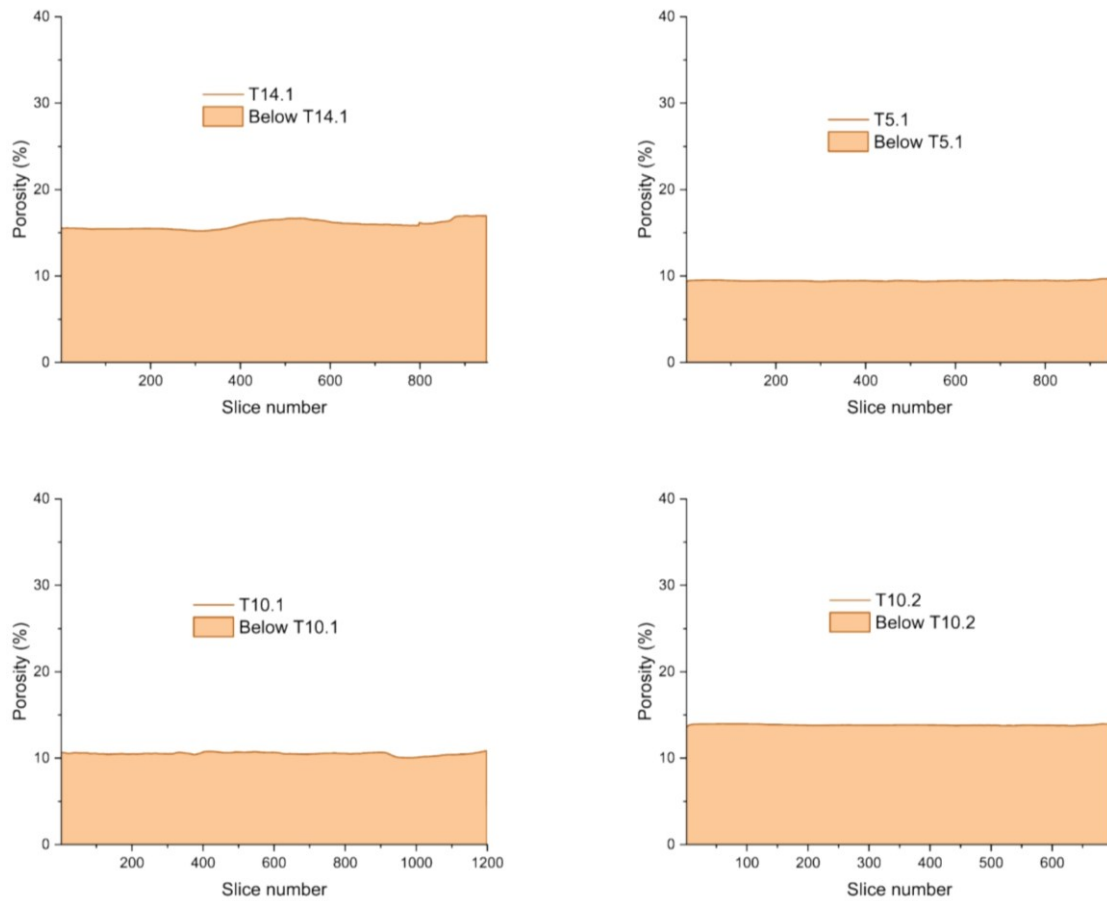 40
30
20
10
0
Porosity (%)
T14.1
Below T14.1
200 400 600 800
Slice number
40
30
20
10
0
Porosity (%)
T5.1
Below T5.1
200 400 600 800
Slice number
40
30
20
10
0
Porosity (%)
T10.1
Below T10.1
200 400 600 800 1000 1200
Slice number
40
30
20
10
0
Porosity (%)
T10.2
Below T10.2
100 200 300 400 500 600
Slice number